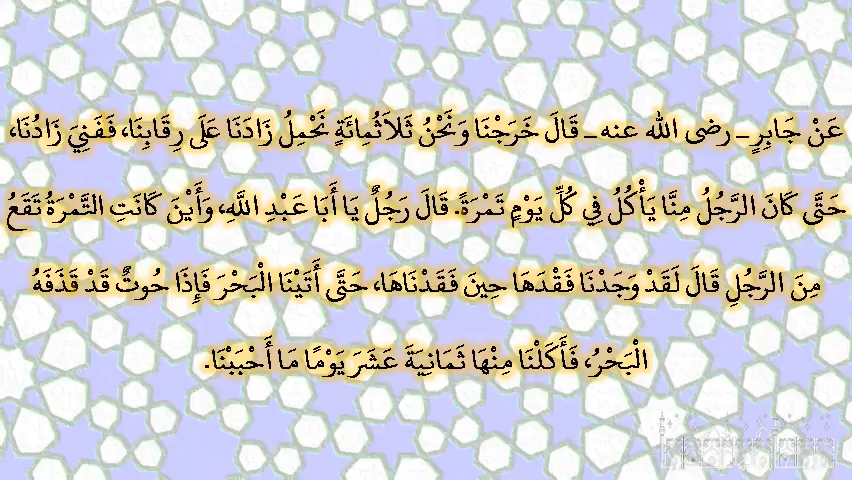 عَنْ جَابِرٍ ـ رضى الله عنه ـ قَالَ خَرَجْنَا وَنَحْنُ ثَلاَثُمِائَةٍ نَحْمِلُ زَادَنَا عَلَى رِقَابِنَا، فَفَنِيَ زَادُنَا،
حَتَّى كَانَ الرَّجُلُ مِنَّا يَأْكُلُ فِي كُلِّ يَوْمٍ تَمْرَةً. قَالَ رَجُلٌ يَا أَبَا عَبْدِ اللَّهِ، وَأَيْنَ كَانَتِ التَّمْرَةُ تَقَعُ
مِنَ الرَّجُلِ قَالَ لَقَدْ وَجَدْنَا فَقْدَهَا حِينَ فَقَدْنَاهَا، حَتَّى أَتَيْنَا الْبَحْرَ فَإِذَا حُوتٌ قَدْ قَذَفَهُ
الْبَحْرُ، فَأَكَلْنَا مِنْهَا ثَمَانِيَةَ عَشَرَ يَوْمًا مَا أَحْبَبْنَا.